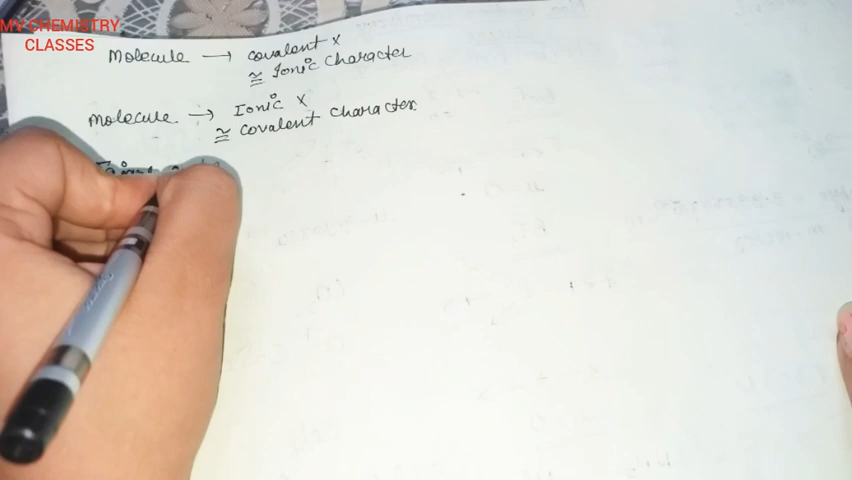 MY CHEMISTRY
CLASSES
Molecule → covalent x
≅ Ionic character
Molecule → Ionic x
≅ covalent character